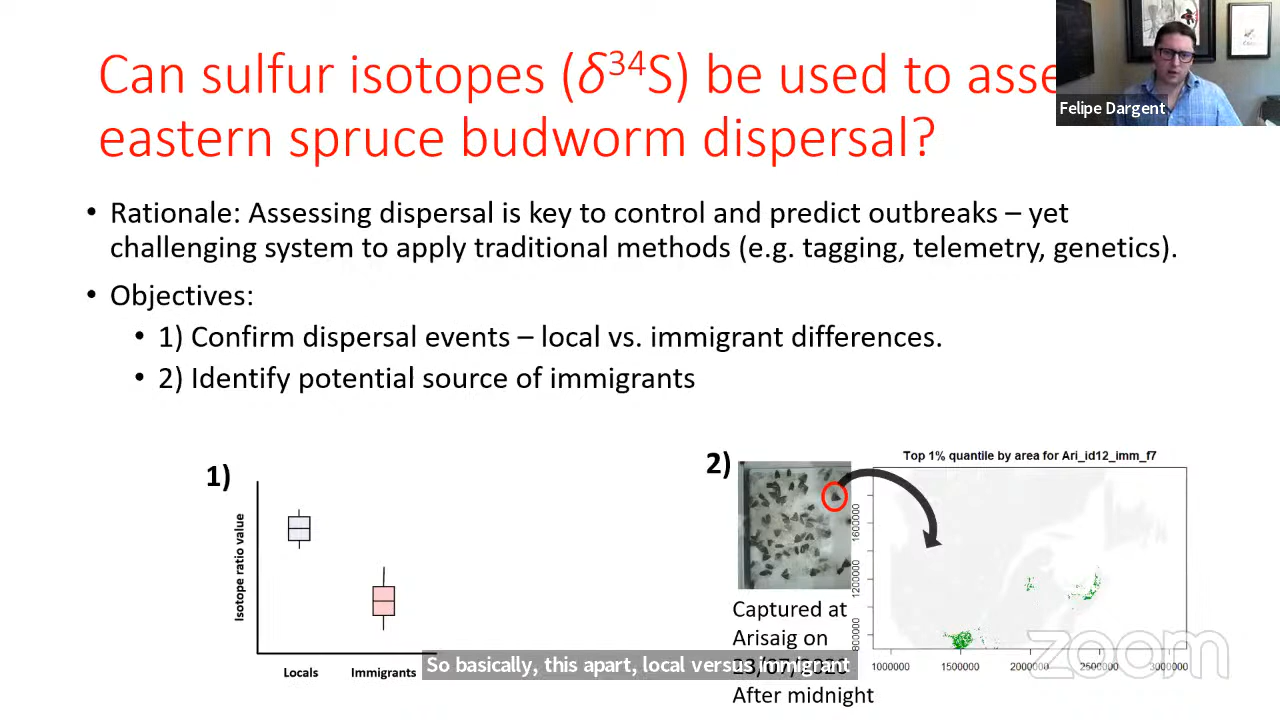 Can sulfur isotopes (δ³⁴S) be used to
eastern spruce budworm dispersal?
Felipe Dargent
• Rationale: Assessing dispersal is key to control and predict outbreaks – yet
challenging system to apply traditional methods (e.g. tagging, telemetry, genetics).
• Objectives:
• 1) Confirm dispersal events – local vs. immigrant differences.
• 2) Identify potential source of immigrants
1)
Isotope ratio value
Locals
Immigrants
2)
Top 1% quantile by area for Ari_id12_imm_f7
1600000
1200000
800000
1000000
1500000
2000000
2500000
3000000
Captured at
Arisaig on
After midnight
So basically, this apart, local versus immigrant
zoom